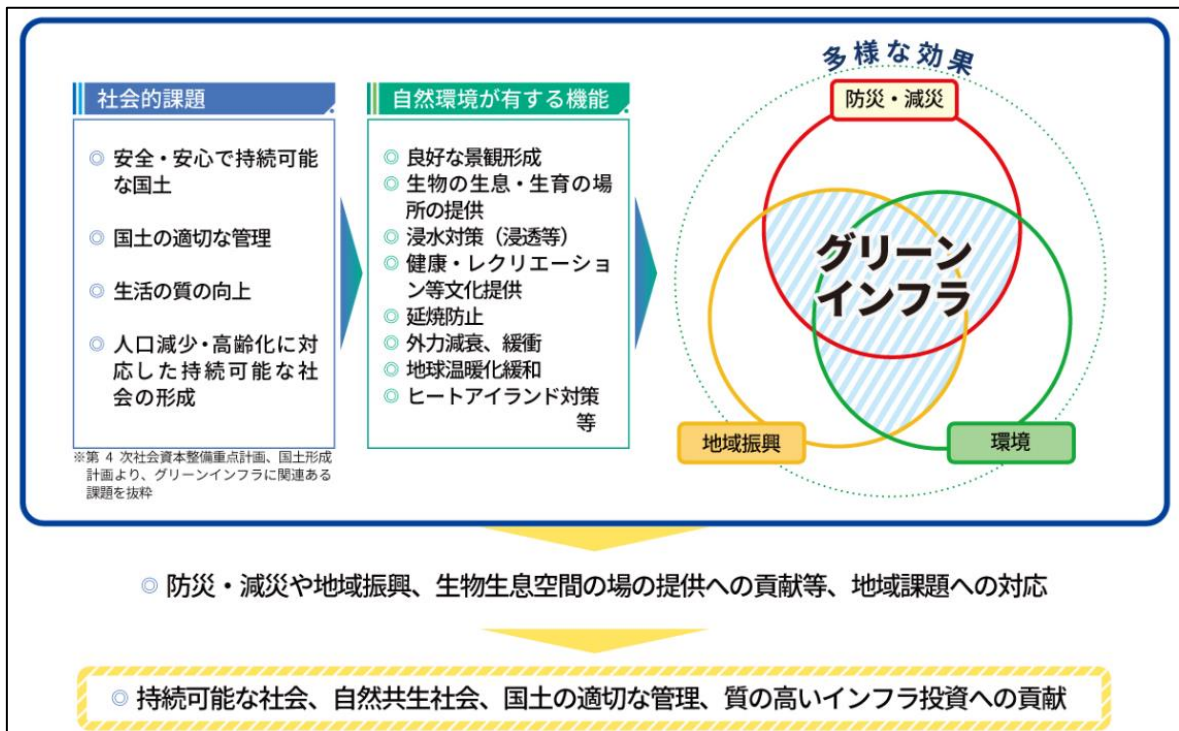 社会的課題
◎ 安全・安心で持続可能
な国土
◎ 国土の適切な管理
◎ 生活の質の向上
◎ 人口減少・高齢化に対
応した持続可能な社
会の形成
※第 4 次社会資本整備重点計画、国土形成
計画より、グリーンインフラに関連ある
課題を抜粋
自然環境が有する機能
◎ 良好な景観形成
◎ 生物の生息・生育の場
所の提供
◎ 浸水対策（浸透等）
◎ 健康・レクリエーショ
ン等文化提供
◎ 延焼防止
◎ 外力減衰、緩衝
◎ 地球温暖化緩和
◎ ヒートアイランド対策
等
多様な効果
防災・減災
グリーン
インフラ
地域振興
環境
◎ 防災・減災や地域振興、生物生息空間の場の提供への貢献等、地域課題への対応
◎ 持続可能な社会、自然共生社会、国土の適切な管理、質の高いインフラ投資への貢献